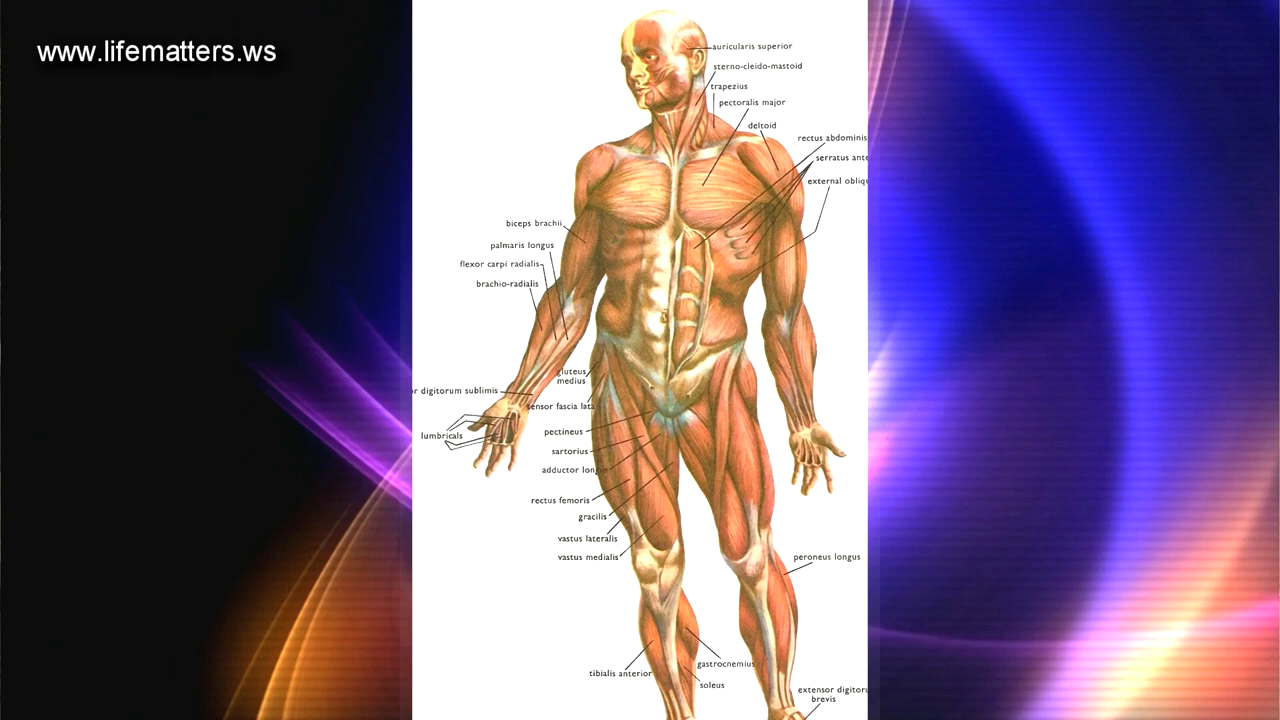 www.lifematters.ws
auricularis superior
sterno-cleido-mastoid
trapezius
pectoralis major
deltoid
rectus abdominis
serratus ante
external obliq
biceps brachii
palmaris longus
flexor carpi radialis
brachio-radialis
gluteus
medius
or digitorum sublimis
tensor fascia lata
lumbricals
pectineus
sartorius
adductor longus
rectus femoris
gracilis
vastus lateralis
vastus medialis
peroneus longus
gastrocnemius
tibialis anterior
soleus
extensor digitoru
brevis